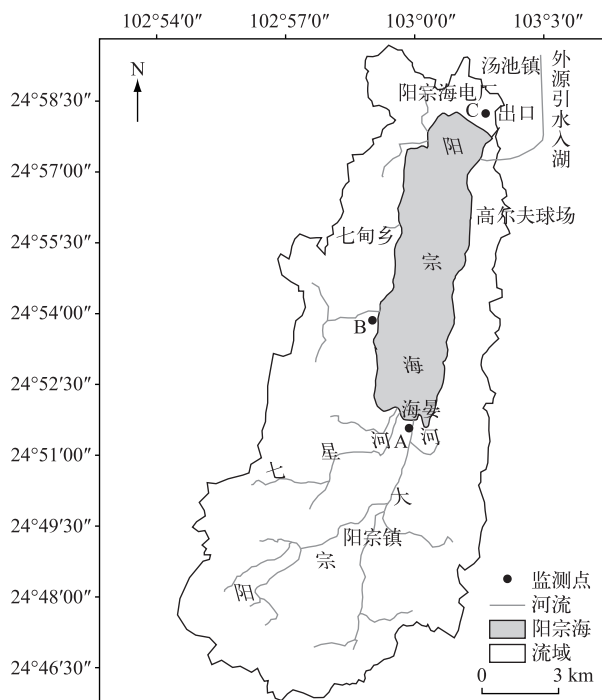 102°54′0″ 102°57′0″ 103°0′0″ 103°3′0″
N
24°58′30″
24°57′00″
24°55′30″
24°54′00″
24°52′30″
24°51′00″
24°49′30″
24°48′00″
24°46′30″
汤池镇
外源引水入湖
阳宗海电厂
C 出口
阳宗海
高尔夫球场
七甸乡
B
海晏
A
七星河
阳宗大河
阳宗镇
监测点
河流
阳宗海
流域
0 3 km